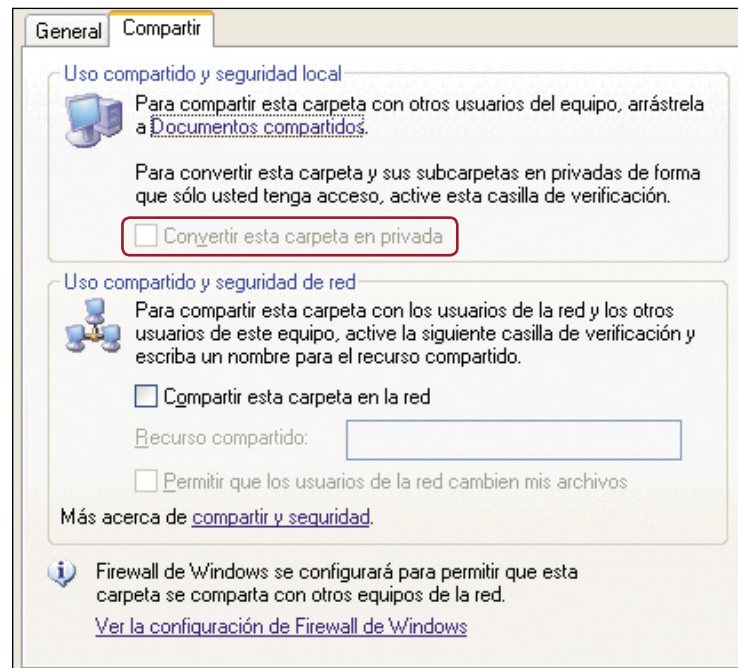 General
Compartir
Uso compartido y seguridad local
Para compartir esta carpeta con otros usuarios del equipo, arrástrela
a Documentos compartidos.
Para convertir esta carpeta y sus subcarpetas en privadas de forma
que sólo usted tenga acceso, active esta casilla de verificación.
Convertir esta carpeta en privada
Uso compartido y seguridad de red
Para compartir esta carpeta con los usuarios de la red y los otros
usuarios de este equipo, active la siguiente casilla de verificación y
escriba un nombre para el recurso compartido.
Compartir esta carpeta en la red
Recurso compartido:
Permitir que los usuarios de la red cambien mis archivos
Más acerca de compartir y seguridad.
Firewall de Windows se configurará para permitir que esta
carpeta se comparta con otros equipos de la red.
Ver la configuración de Firewall de Windows